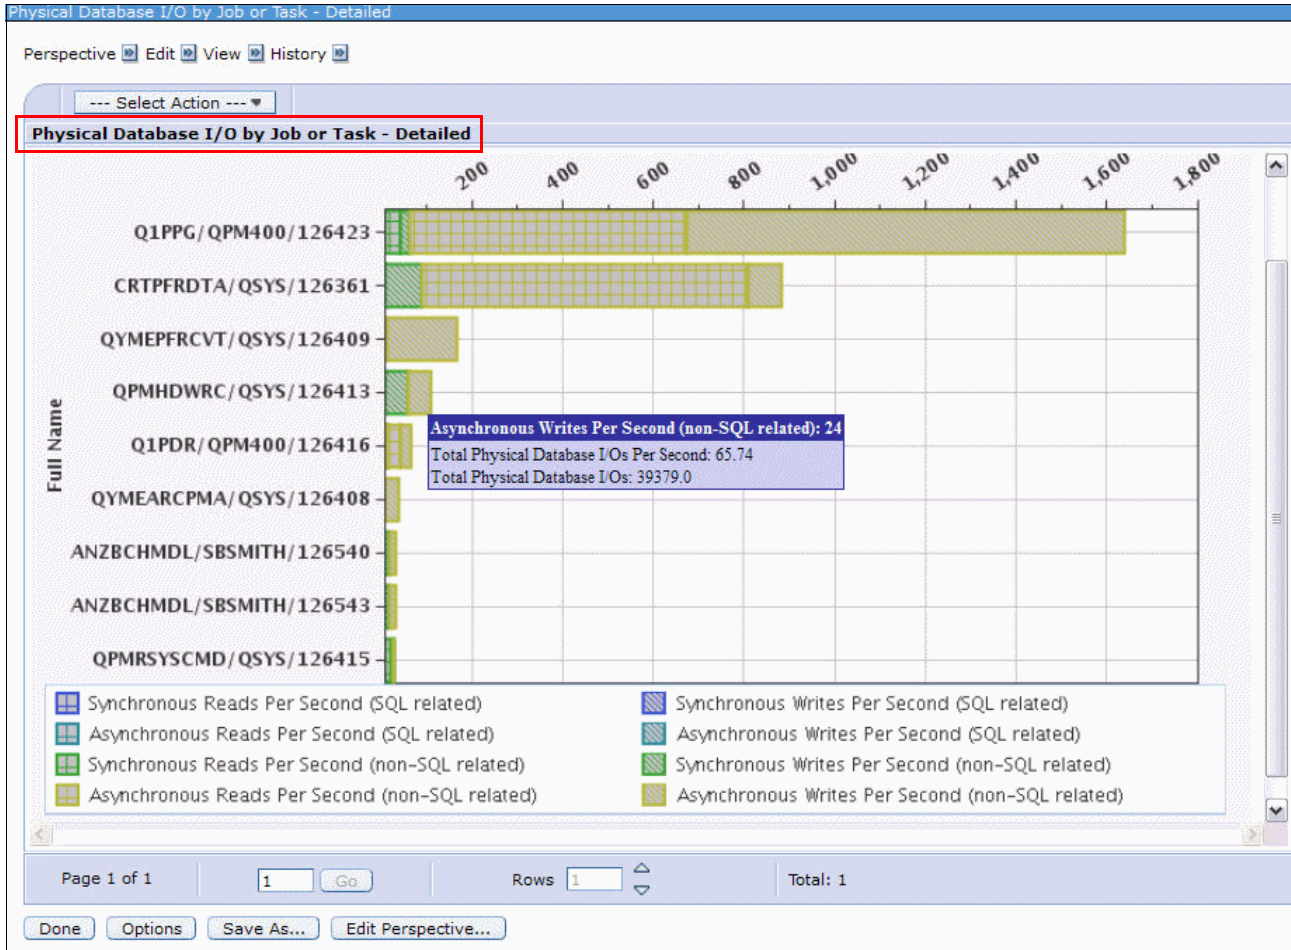 Physical Database I/O by Job or Task - Detailed
Perspective Edit View History
--- Select Action ---
Physical Database I/O by Job or Task - Detailed
200 400 600 800 1,000 1,200 1,400 1,600 1,800
Full Name
Q1PPG/QPM400/126423
CRTPFRDTA/QSYS/126361
QYMEPFRCVT/QSYS/126409
QPMHDWRC/QSYS/126413
Asynchronous Writes Per Second (non-SQL related): 24
Q1PDR/QPM400/126416
Total Physical Database I/Os Per Second: 65.74
Total Physical Database I/Os: 39379.0
QYMEARCPMA/QSYS/126408
ANZBCHMDL/SBSMITH/126540
ANZBCHMDL/SBSMITH/126543
QPMRSYSCMD/QSYS/126415
Synchronous Reads Per Second (SQL related) Synchronous Writes Per Second (SQL related)
Asynchronous Reads Per Second (SQL related) Asynchronous Writes Per Second (SQL related)
Synchronous Reads Per Second (non-SQL related) Synchronous Writes Per Second (non-SQL related)
Asynchronous Reads Per Second (non-SQL related) Asynchronous Writes Per Second (non-SQL related)
Page 1 of 1 1 Go Rows 1 Total: 1
Done Options Save As... Edit Perspective...